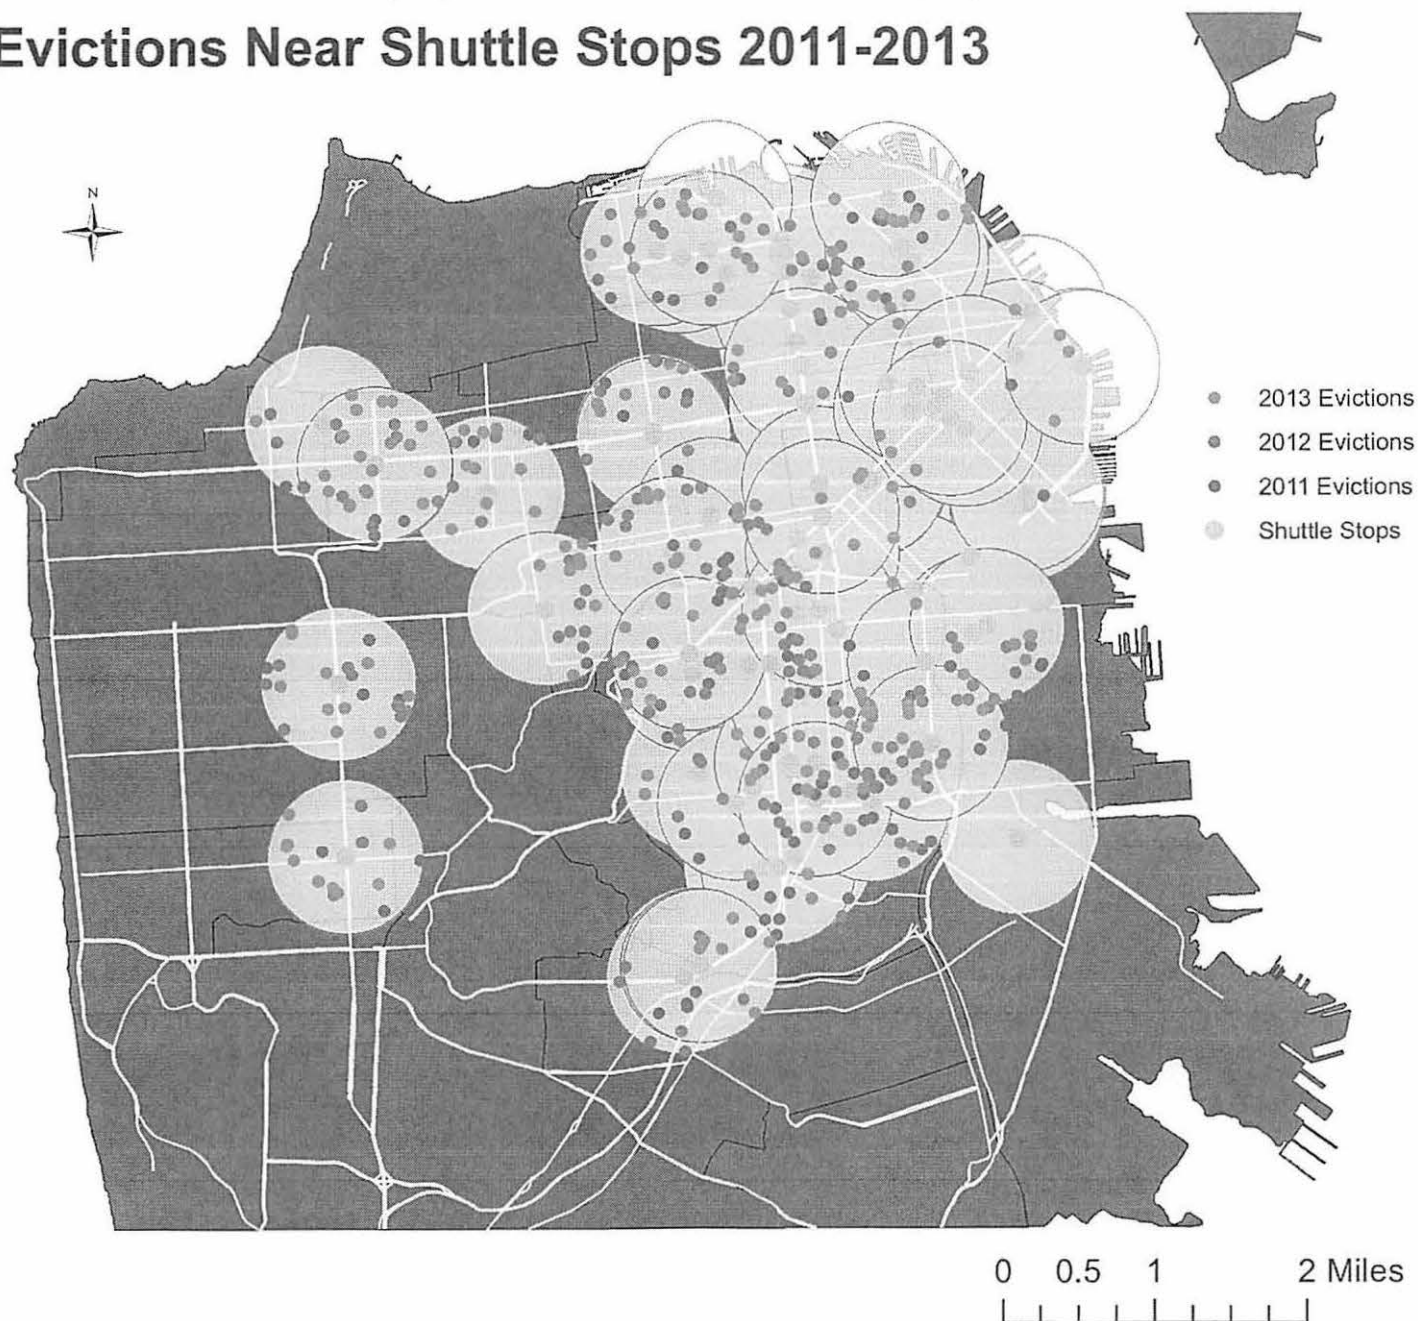 Evictions Near Shuttle Stops 2011-2013
N
2013 Evictions
2012 Evictions
2011 Evictions
Shuttle Stops
0 0.5 1 2 Miles